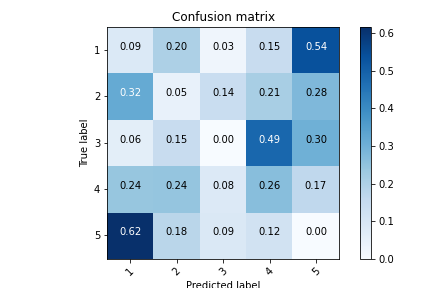 Confusion matrix
1 0.09 0.20 0.03 0.15 0.54
2 0.32 0.05 0.14 0.21 0.28
3 0.06 0.15 0.00 0.49 0.30
4 0.24 0.24 0.08 0.26 0.17
5 0.62 0.18 0.09 0.12 0.00
1 2 3 4 5
True label
Predicted label
0.6
0.5
0.4
0.3
0.2
0.1
0.0